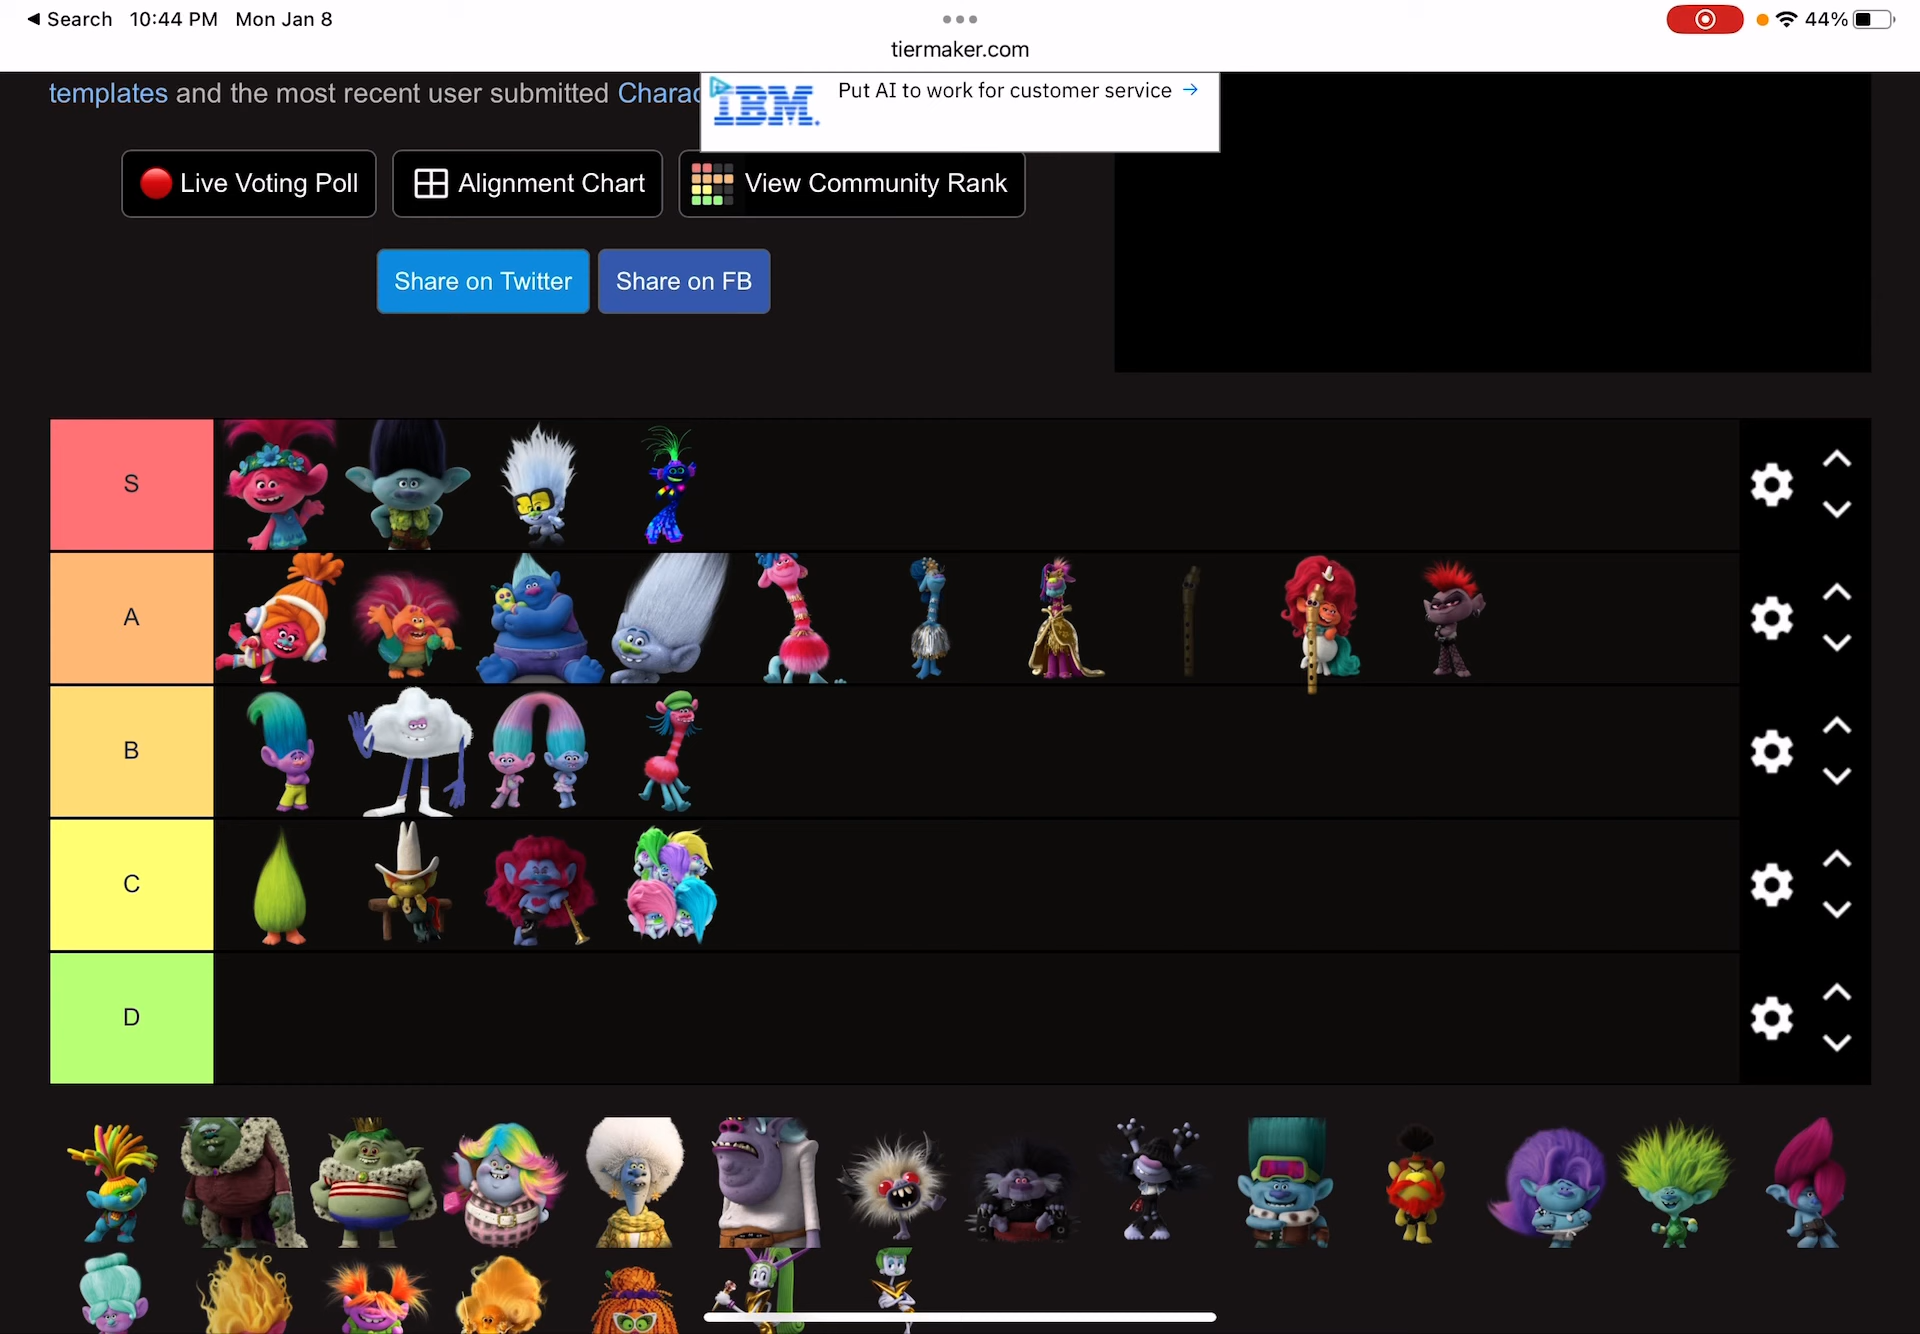 Search 10:44 PM Mon Jan 8
44%
tiermaker.com
templates and the most recent user submitted Charac
IBM.
Put AI to work for customer service →
Live Voting Poll
Alignment Chart
View Community Rank
Share on Twitter
Share on FB
S
A
B
C
D